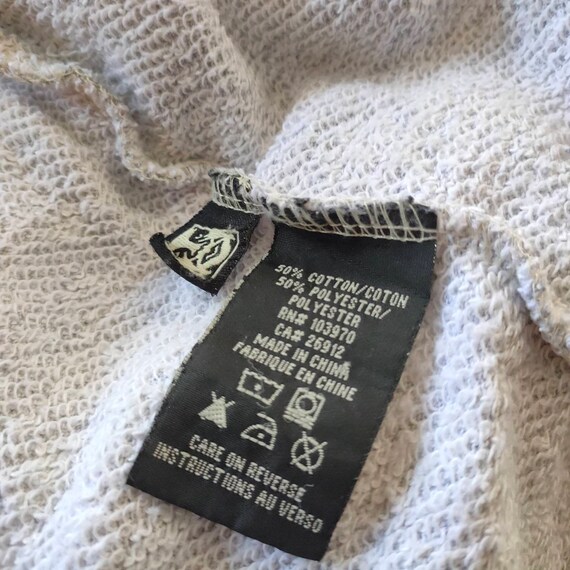 50% COTTON/COTON
50% POLYESTER/
POLYESTER
RN# 103970
CA# 26912
MADE IN CHINA
FABRIQUE EN CHINE
CARE ON REVERSE
INSTRUCTIONS AU VERSO